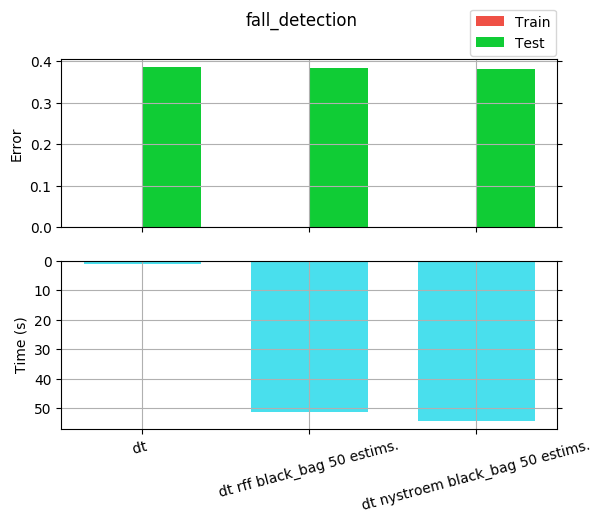 fall_detection
Train
Test
0.4
0.3
0.2
0.1
0.0
Error
0
10
20
30
40
50
Time (s)
dt
dt rff black_bag 50 estims.
dt nystroem black_bag 50 estims.